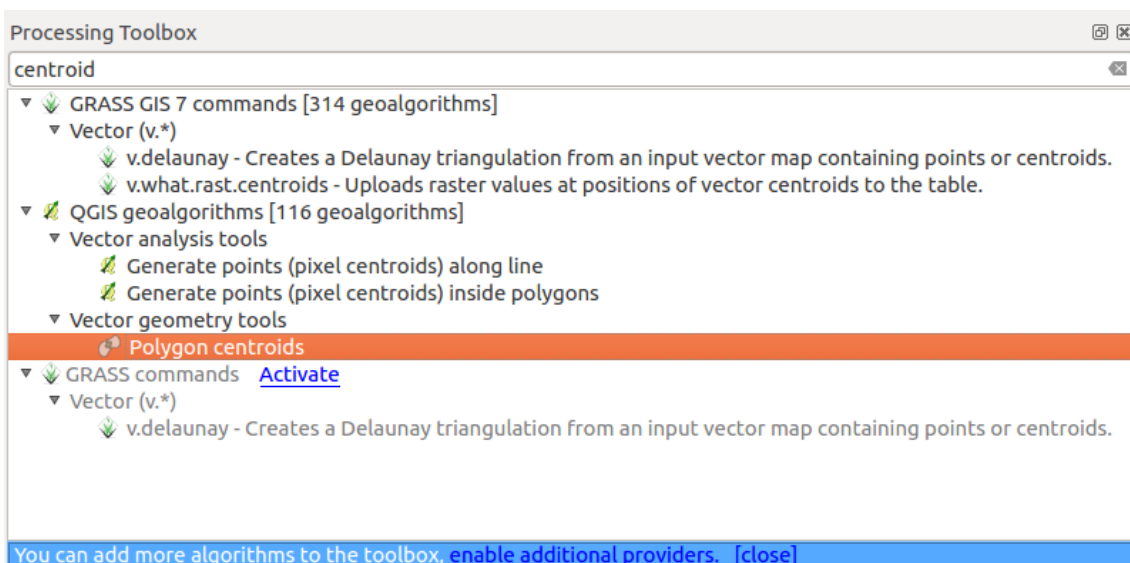 Processing Toolbox
centroid
GRASS GIS 7 commands [314 geoalgorithms]
Vector (v.*)
v.delaunay - Creates a Delaunay triangulation from an input vector map containing points or centroids.
v.what.rast.centroids - Uploads raster values at positions of vector centroids to the table.
QGIS geoalgorithms [116 geoalgorithms]
Vector analysis tools
Generate points (pixel centroids) along line
Generate points (pixel centroids) inside polygons
Vector geometry tools
Polygon centroids
GRASS commands Activate
Vector (v.*)
v.delaunay - Creates a Delaunay triangulation from an input vector map containing points or centroids.
You can add more algorithms to the toolbox, enable additional providers. [close]